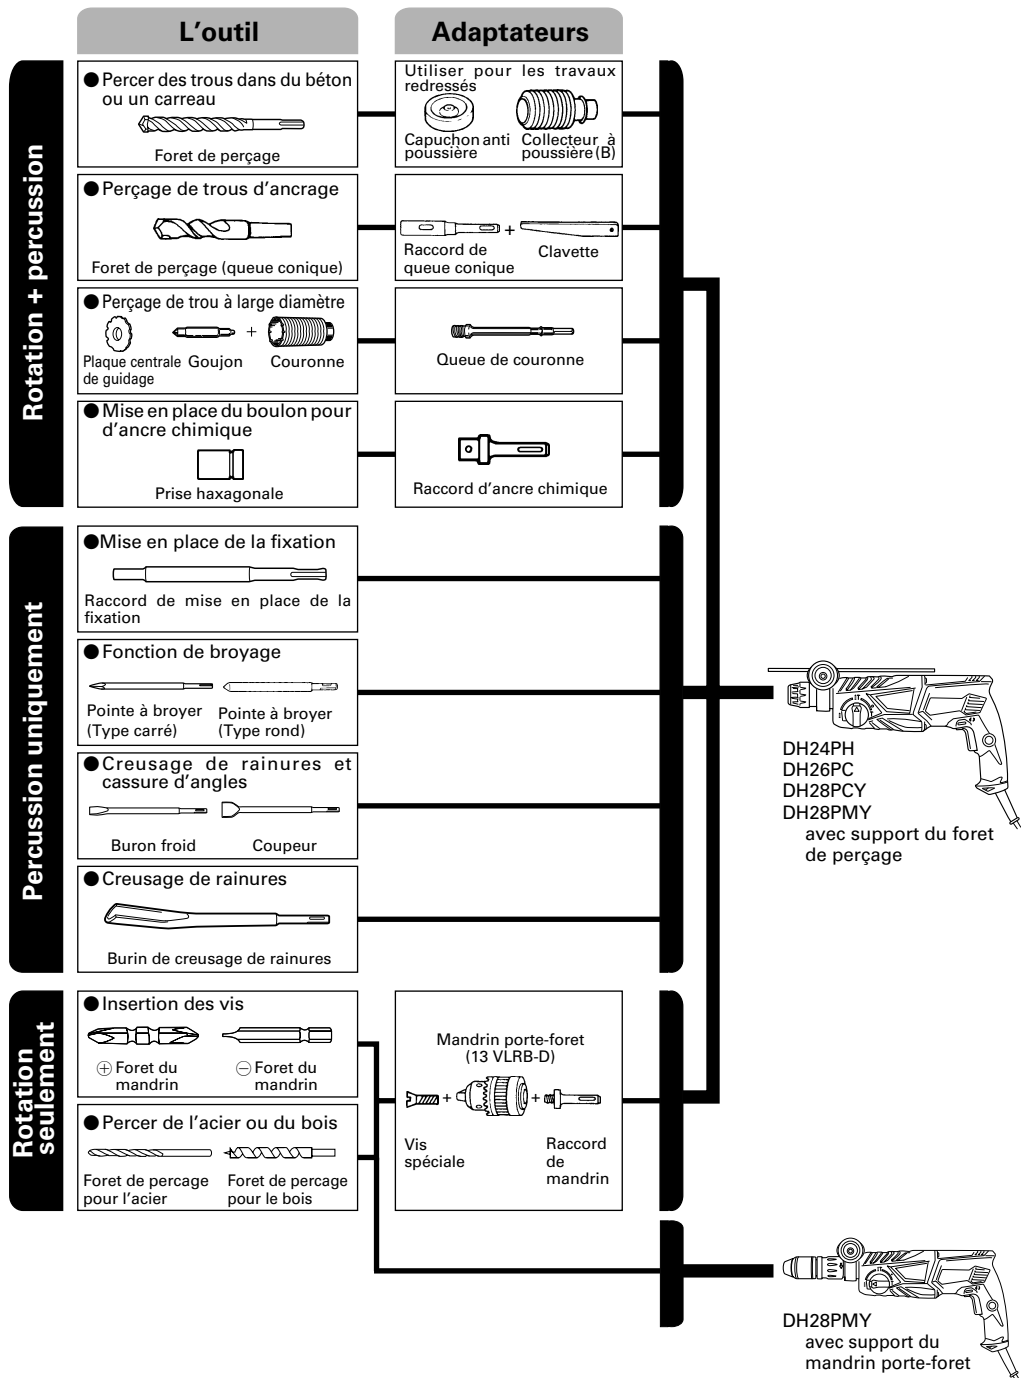 L'outil
Adaptateurs
Rotation + percussion
● Percer des trous dans du béton
ou un carreau
Foret de perçage
Utiliser pour les travaux
redressés
Capuchon anti
poussière
Collecteur à
poussière (B)
● Perçage de trous d'ancrage
Foret de perçage (queue conique)
+
Raccord de
queue conique
Clavette
● Perçage de trou à large diamètre
+
Plaque centrale
de guidage
Goujon
Couronne
Queue de couronne
● Mise en place du boulon pour
d'ancre chimique
Prise haxagonale
Raccord d'ancre chimique
Percussion uniquement
●Mise en place de la fixation
Raccord de mise en place de la
fixation
● Fonction de broyage
Pointe à broyer
(Type carré)
Pointe à broyer
(Type rond)
● Creusage de rainures et
cassure d'angles
Buron froid
Coupeur
● Creusage de rainures
Burin de creusage de rainures
DH24PH
DH26PC
DH28PCY
DH28PMY
avec support du foret
de perçage
Rotation
seulement
● Insertion des vis
⊕ Foret du
mandrin
⊖ Foret du
mandrin
● Percer de l'acier ou du bois
Foret de percage
pour l'acier
Foret de percage
pour le bois
Mandrin porte-foret
(13 VLRB-D)
+ +
Vis
spéciale
Raccord
de
mandrin
DH28PMY
avec support du
mandrin porte-foret